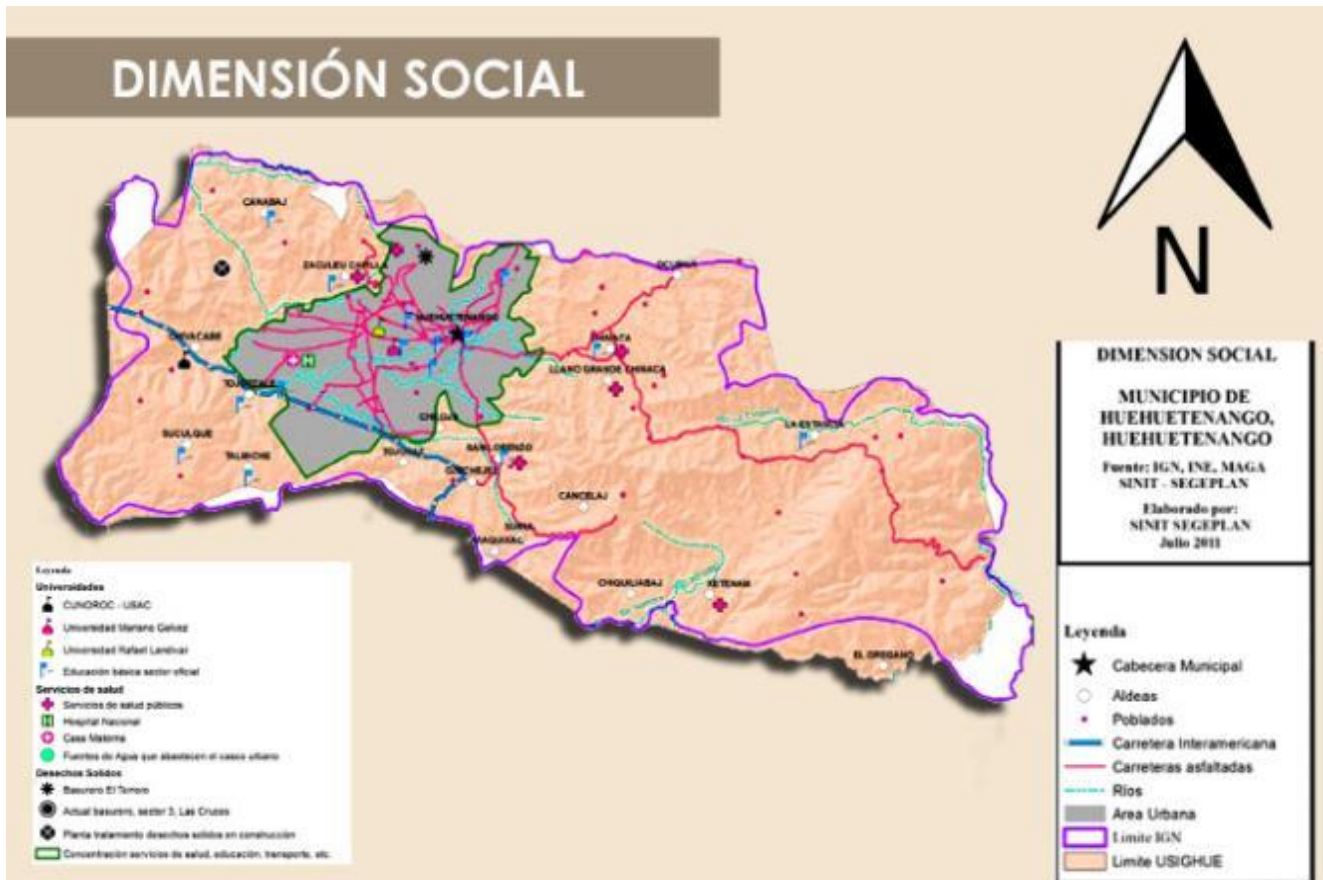 DIMENSIÓN SOCIAL
N
CANABAJ
ZACULEU CAPILLA
OCUBILA
HUEHUETENANGO
CHIVACABE
CHINACA
LLANO GRANDE CHINACA
LA ESTANCIA
SUCULQUE
TALMICHE
SAN LORENZO
CANCELAJ
CHIQUILIABAJ
XETENAM
EL OREGANO
DIMENSION SOCIAL
MUNICIPIO DE
HUEHUETENANGO,
HUEHUETENANGO
Fuente: IGN, INE, MAGA
SINIT - SEGEPLAN
Elaborado por:
SINIT SEGEPLAN
Julio 2011
Leyenda
Cabecera Municipal
Aldeas
Poblados
Carretera Interamericana
Carreteras asfaltadas
Ríos
Area Urbana
Limite IGN
Limite USIGHUE
Leyenda
Universidades
CUNOROC - USAC
Universidad Mariano Galvez
Universidad Rafael Landivar
Educación básica sector oficial
Servicios de salud
Servicios de salud públicos
Hospital Nacional
Casa Materna
Fuentes de Agua que abastecen el casco urbano
Desechos Solidos
Basurero El Terrero
Actual basurero, sector 3, Las Cruces
Planta tratamiento desechos solidos en construcción
Concentración servicios de salud, educación, transporte, etc.